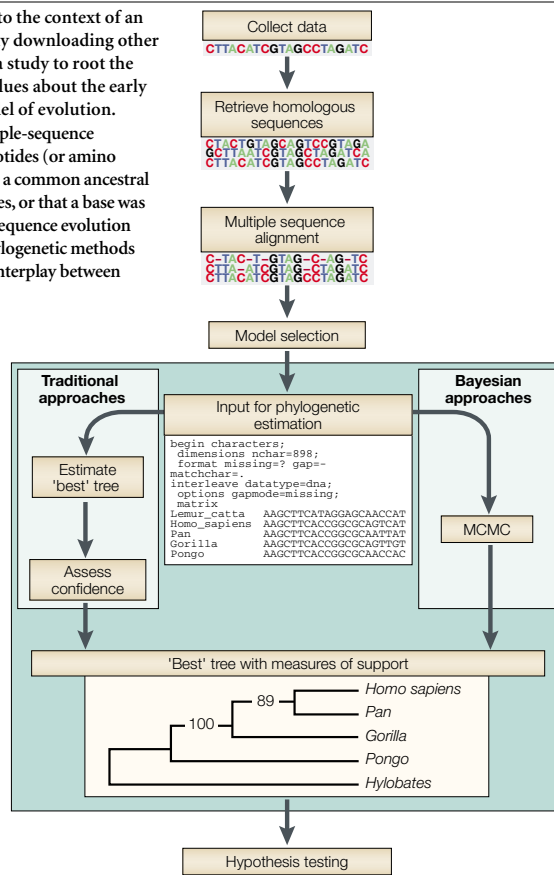 to the context of an
y downloading other
a study to root the
lues about the early
el of evolution.
ple-sequence
otides (or amino
a common ancestral
es, or that a base was
equence evolution
ylogenetic methods
nterplay between
Collect data
CTTACATCGTAGCCTAGATC
Retrieve homologous
sequences
CTACTGTAGCAGTCCGTAGA
GCTTAATCGTAGCTAGATCA
CTTACATCGTAGCCTAGATC
Multiple sequence
alignment
C-TAC-T-GTAG-C-AG-TC
CTTA-ATCGTAG-CTAGATC
CTTACATCGTAGCCTAGATC
Model selection
Traditional
approaches
Estimate
'best' tree
Assess
confidence
Input for phylogenetic
estimation
begin characters;
dimensions nchar=898;
format missing=? gap=-
matchchar=.
interleave datatype=dna;
options gapmode=missing;
matrix
Lemur_catta AAGCTTCATAGGAGCAACCAT
Homo_sapiens AAGCTTCACCGGCGCAGTCAT
Pan AAGCTTCACCGGCGCAATTAT
Gorilla AAGCTTCACCGGCGCAGTTGT
Pongo AAGCTTCACCGGCGCAACCAC
Bayesian
approaches
MCMC
'Best' tree with measures of support
Homo sapiens
89
Pan
100
Gorilla
Pongo
Hylobates
Hypothesis testing